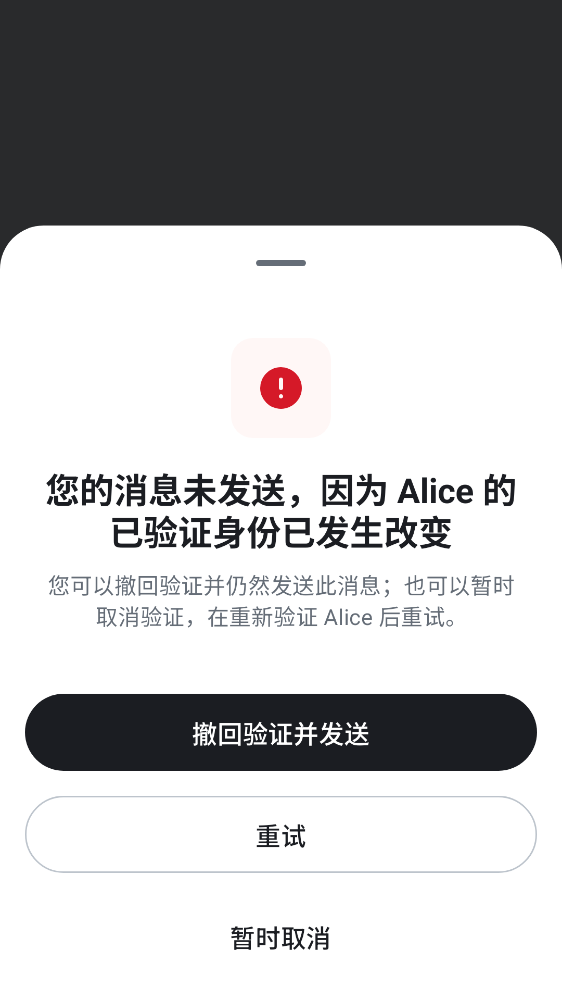 您的消息未发送，因为 Alice 的
已验证身份已发生改变
您可以撤回验证并仍然发送此消息；也可以暂时
取消验证，在重新验证 Alice 后重试。
撤回验证并发送
重试
暂时取消